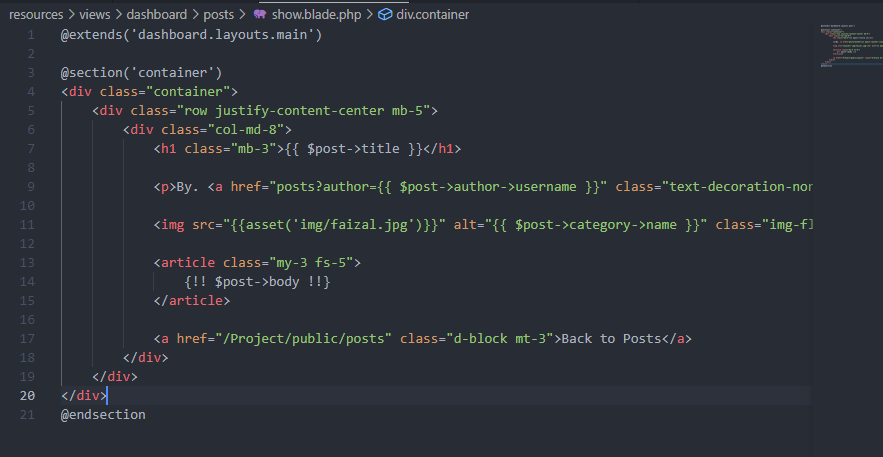 resources > views > dashboard > posts > show.blade.php > div.container
1 @extends('dashboard.layouts.main')
2
3 @section('container')
4 <div class="container">
5     <div class="row justify-content-center mb-5">
6         <div class="col-md-8">
7             <h1 class="mb-3">{{ $post->title }}</h1>
8
9             <p>By. <a href="posts?author={{ $post->author->username }}" class="text-decoration-non
10
11             <img src="{{asset('img/faizal.jpg')}}" alt="{{ $post->category->name }}" class="img-fl
12
13             <article class="my-3 fs-5">
14                 {!! $post->body !!}
15             </article>
16
17             <a href="/Project/public/posts" class="d-block mt-3">Back to Posts</a>
18         </div>
19     </div>
20 </div>
21 @endsection